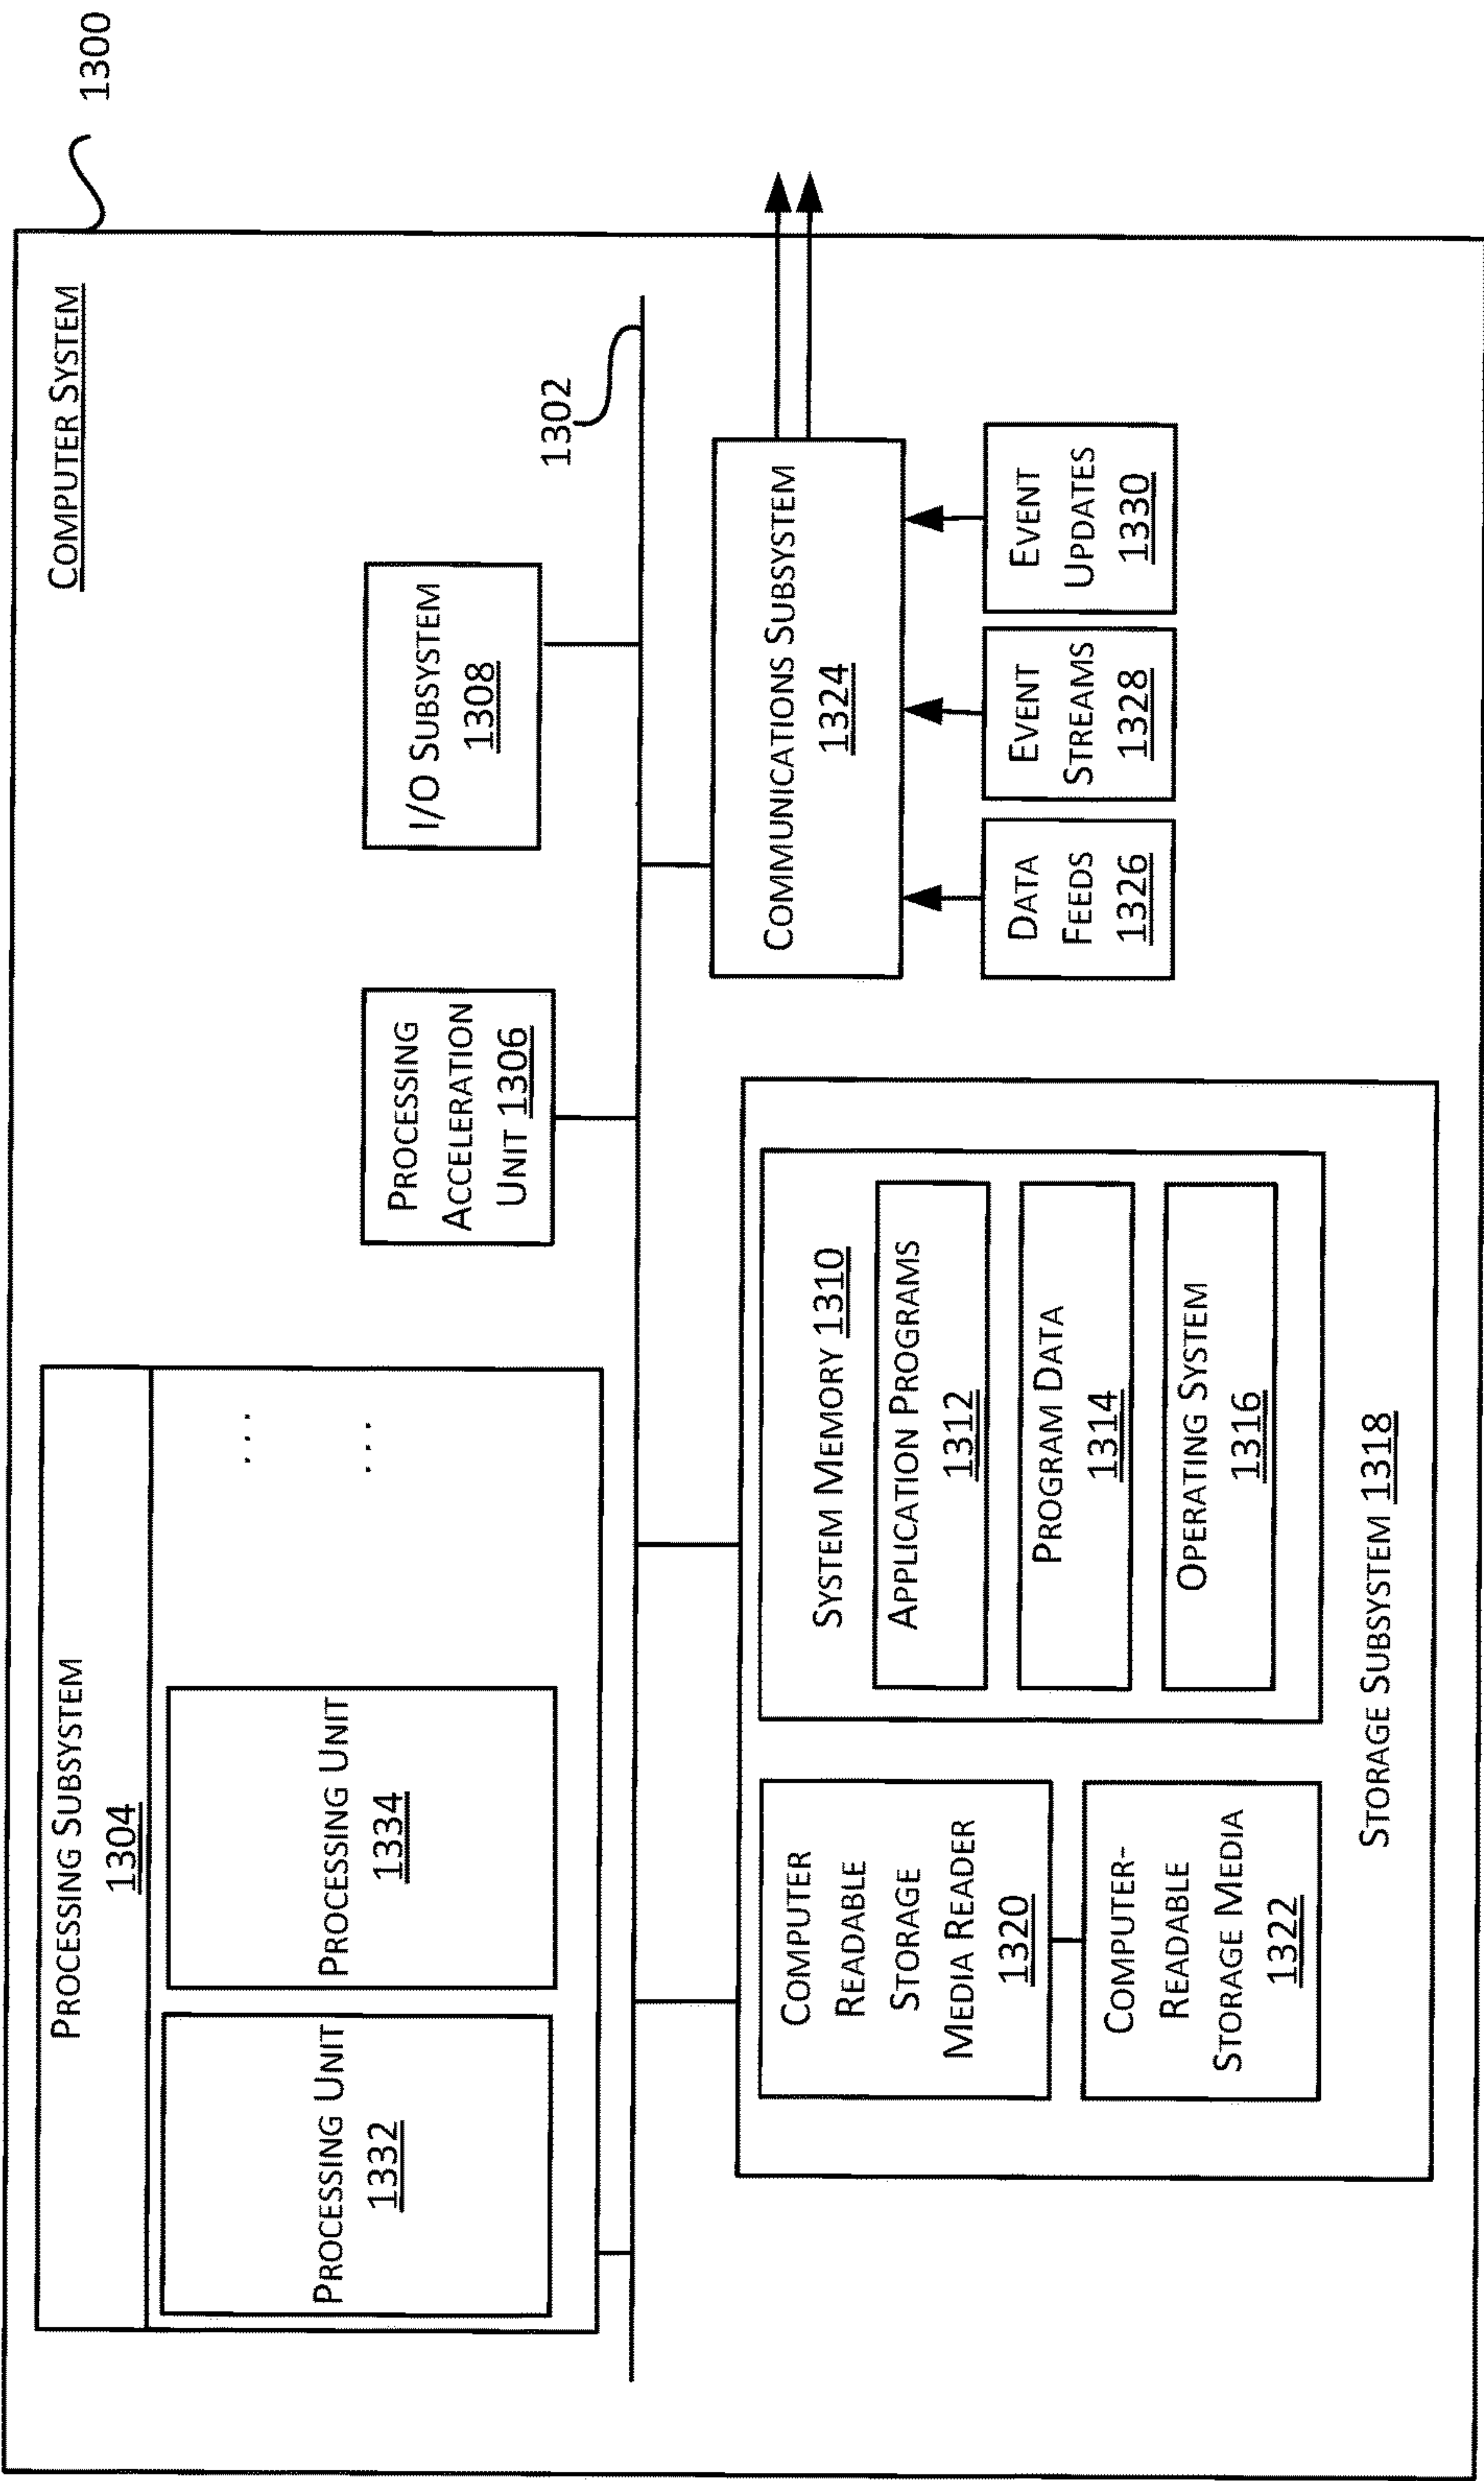 1300
COMPUTER SYSTEM
PROCESSING SUBSYSTEM
1304
PROCESSING UNIT
1332
PROCESSING UNIT
1334
. . .
. . .
PROCESSING
ACCELERATION
UNIT 1306
I/O SUBSYSTEM
1308
1302
COMPUTER
READABLE
STORAGE
MEDIA READER
1320
COMPUTER-
READABLE
STORAGE MEDIA
1322
SYSTEM MEMORY 1310
APPLICATION PROGRAMS
1312
PROGRAM DATA
1314
OPERATING SYSTEM
1316
STORAGE SUBSYSTEM 1318
COMMUNICATIONS SUBSYSTEM
1324
DATA
FEEDS
1326
EVENT
STREAMS
1328
EVENT
UPDATES
1330